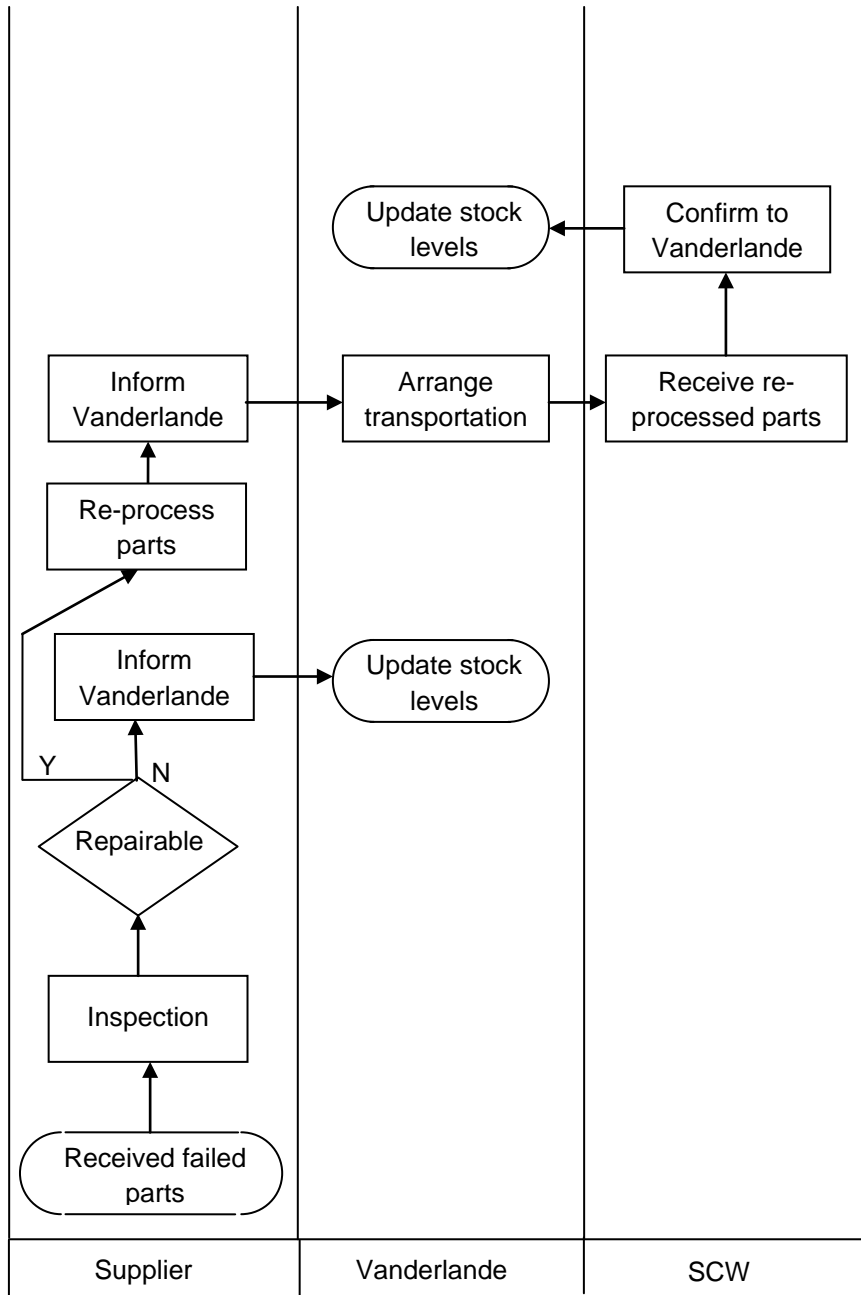 Update stock
levels
Confirm to
Vanderlande
Inform
Vanderlande
Arrange
transportation
Receive re-
processed parts
Re-process
parts
Inform
Vanderlande
Update stock
levels
Y
N
Repairable
Inspection
Received failed
parts
Supplier
Vanderlande
SCW